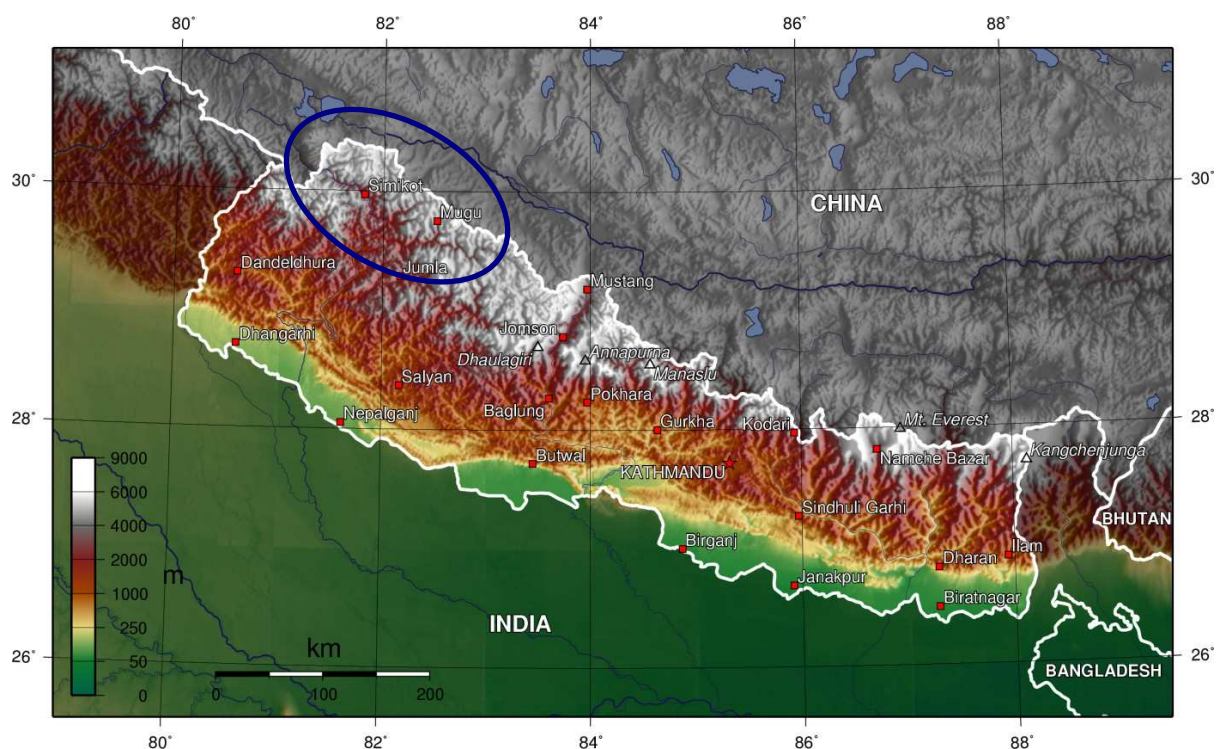 80°
82°
84°
86°
88°
30°
30°
Simikot
CHINA
Mugu
Dandeldhura
Jumla
Mustang
Jomson
Dhangarhi
Dhaulagiri
Annapurna
Manaslu
Salyan
Pokhara
Baglung
28°
28°
Nepalganj
Gurkha
Kodari
Mt. Everest
Butwal
KATHMANDU
Namche Bazar
Kangchenjunga
9000
6000
4000
2000
1000
250
50
0
m
Sindhuli Garhi
BHUTAN
Birganj
Ilam
Dharan
Janakpur
Biratnagar
INDIA
km
0
100
200
26°
26°
BANGLADESH
80°
82°
84°
86°
88°